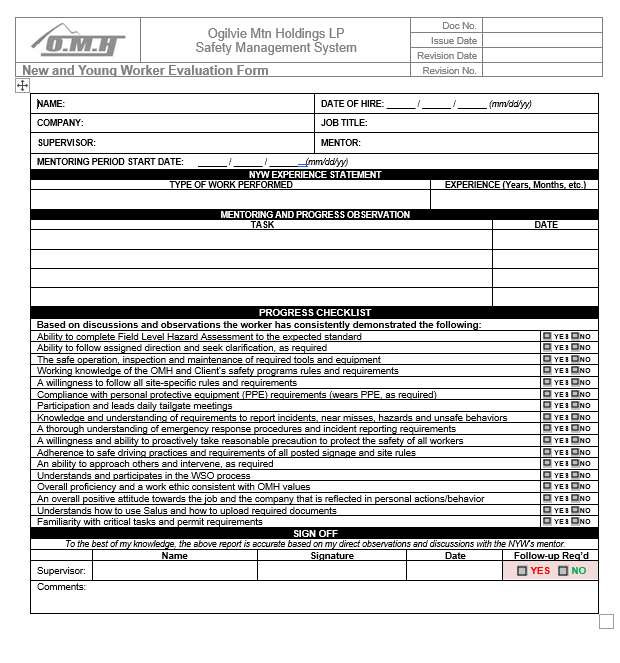 O.M.H
Ogilvie Mtn Holdings LP
Safety Management System
Doc No.
Issue Date
Revision Date
New and Young Worker Evaluation Form
Revision No.
NAME: DATE OF HIRE: _____ / _____ / _____ (mm/dd/yy)
COMPANY: JOB TITLE:
SUPERVISOR: MENTOR:
MENTORING PERIOD START DATE: _____ / _____ / _____ (mm/dd/yy)
NYW EXPERIENCE STATEMENT
TYPE OF WORK PERFORMED EXPERIENCE (Years, Months, etc.)
MENTORING AND PROGRESS OBSERVATION
TASK DATE
PROGRESS CHECKLIST
Based on discussions and observations the worker has consistently demonstrated the following:
Ability to complete Field Level Hazard Assessment to the expected standard YES NO
Ability to follow assigned direction and seek clarification, as required YES NO
The safe operation, inspection and maintenance of required tools and equipment YES NO
Working knowledge of the OMH and Client's safety programs rules and requirements YES NO
A willingness to follow all site-specific rules and requirements YES NO
Compliance with personal protective equipment (PPE) requirements (wears PPE, as required) YES NO
Participation and leads daily tailgate meetings YES NO
Knowledge and understanding of requirements to report incidents, near misses, hazards and unsafe behaviors YES NO
A thorough understanding of emergency response procedures and incident reporting requirements YES NO
A willingness and ability to proactively take reasonable precaution to protect the safety of all workers YES NO
Adherence to safe driving practices and requirements of all posted signage and site rules YES NO
An ability to approach others and intervene, as required YES NO
Understands and participates in the WSO process YES NO
Overall proficiency and a work ethic consistent with OMH values YES NO
An overall positive attitude towards the job and the company that is reflected in personal actions/behavior YES NO
Understands how to use Salus and how to upload required documents YES NO
Familiarity with critical tasks and permit requirements YES NO
SIGN OFF
To the best of my knowledge, the above report is accurate based on my direct observations and discussions with the NYW's mentor.
Name Signature Date Follow-up Req'd
Supervisor: YES NO
Comments: